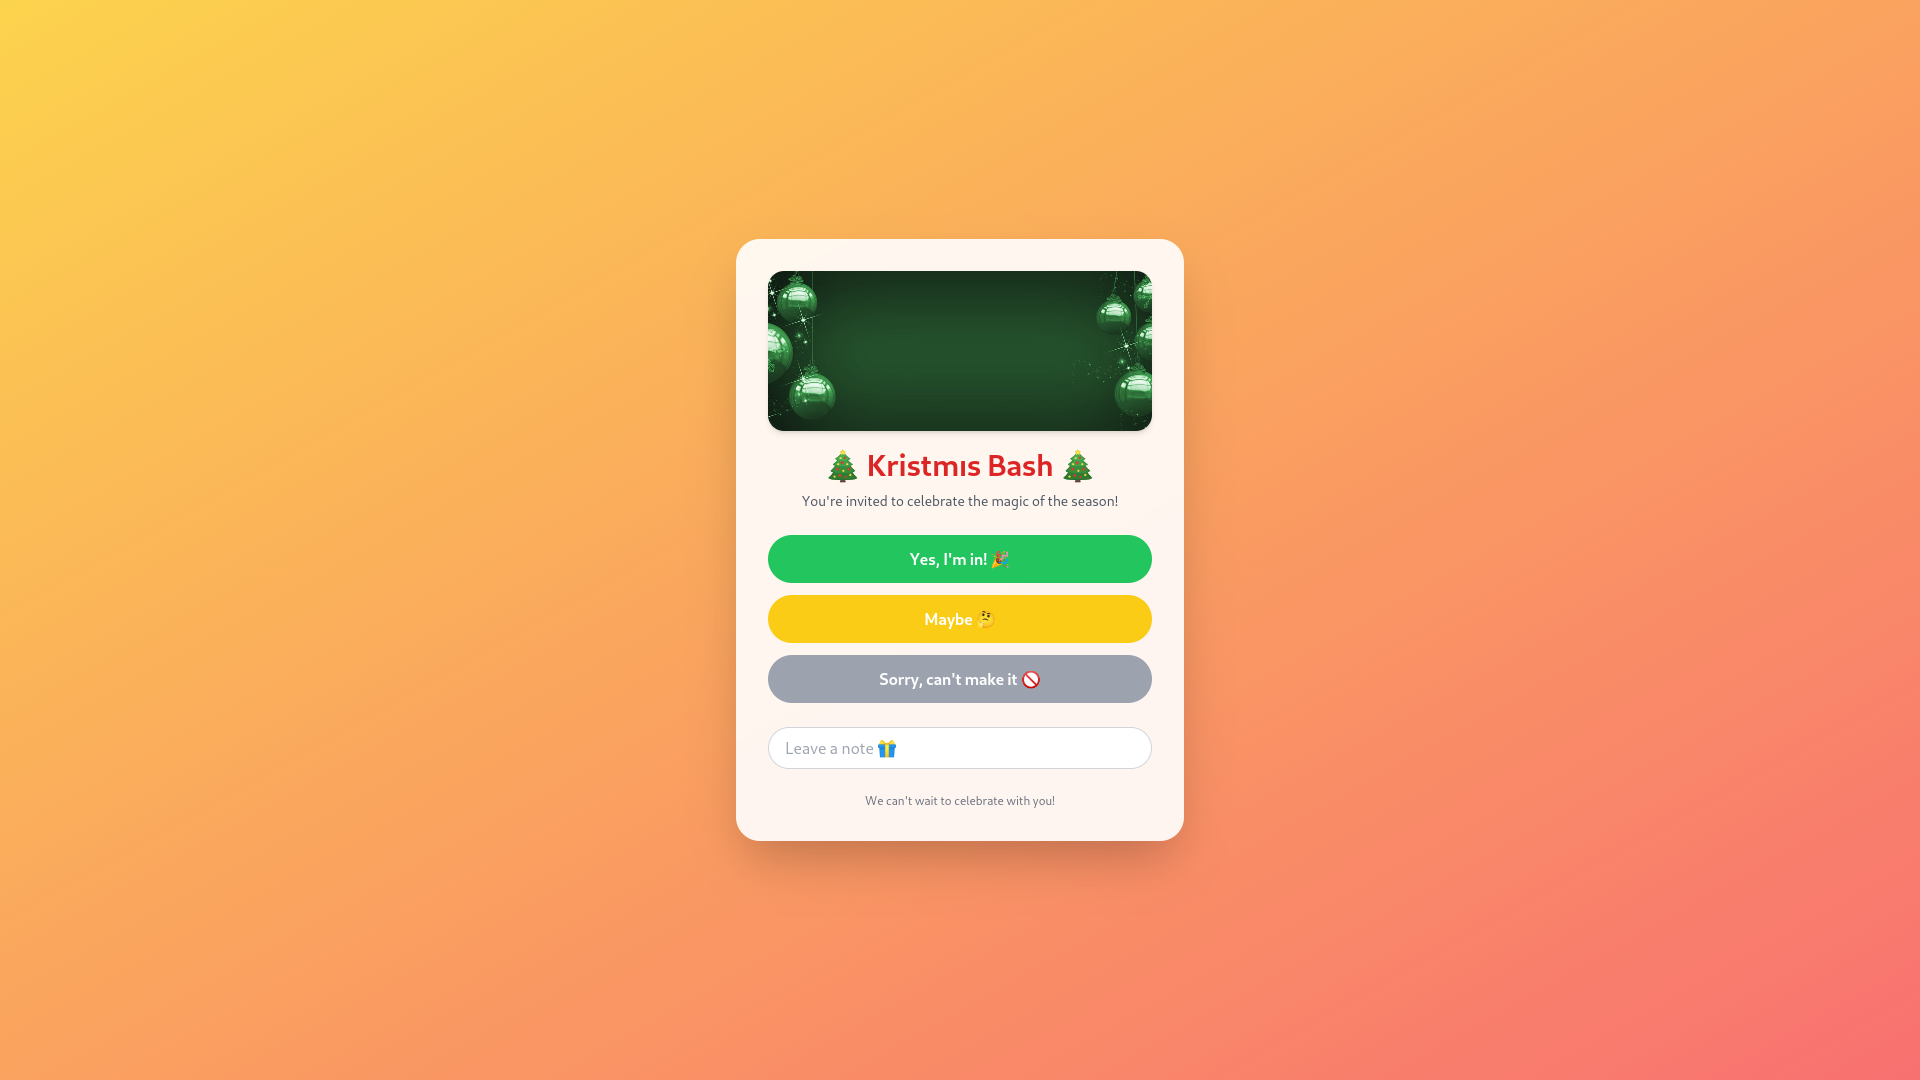 🎄 Kristmıs Bash 🎄
You're invited to celebrate the magic of the season!
Yes, I'm in! 🎉
Maybe 🤔
Sorry, can't make it 🚫
Leave a note 🎁
We can't wait to celebrate with you!